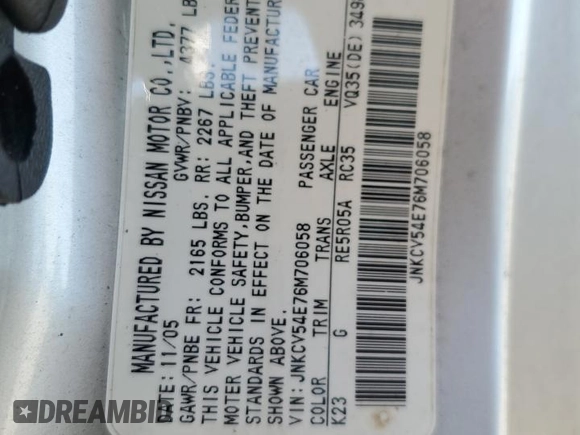 MANUFACTURED BY NISSAN MOTOR CO.,LTD.
DATE: 11/05 GVWR/PNBV: 4377 LB
GAWR/PNBE FR: 2165 LBS. RR: 2267 LBS.
THIS VEHICLE CONFORMS TO ALL APPLICABLE FEDER
MOTER VEHICLE SAFETY,BUMPER,AND THEFT PREVENT
STANDARDS IN EFFECT ON THE DATE OF MANUFACTUR
SHOWN ABOVE.
VIN: JNKCV54E76M706058 PASSENGER CAR
COLOR TRIM TRANS AXLE ENGINE
K23 G RE5R05A RC35 VQ35(DE) 349
JNKCV54E76M706058
DREAMBID